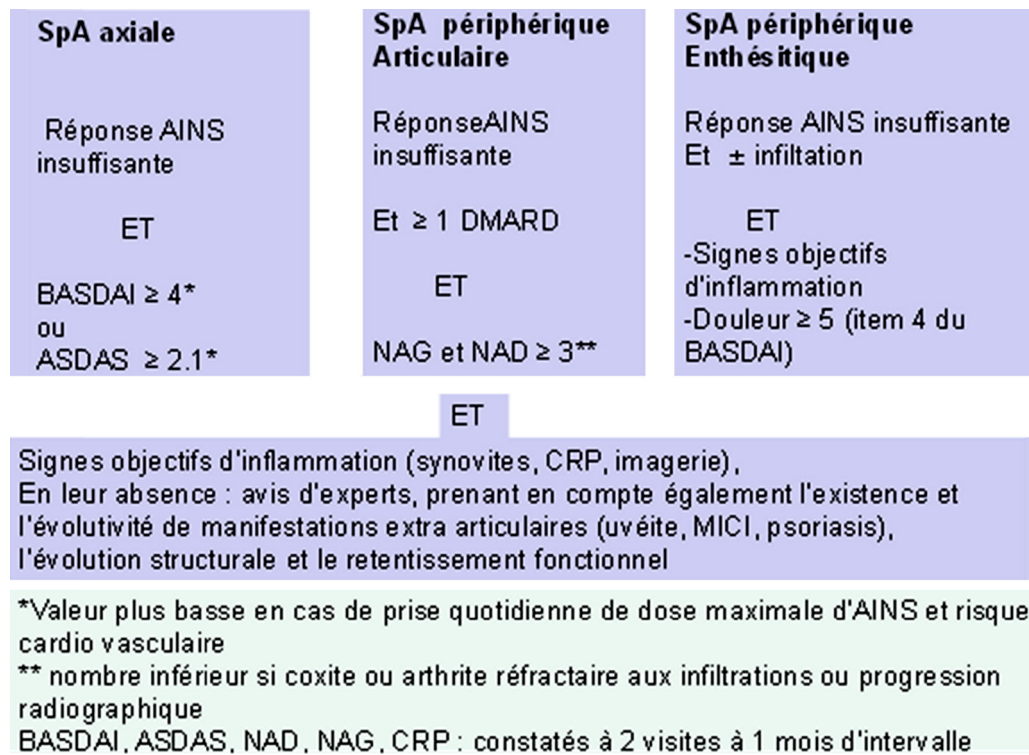 SpA axiale
Réponse AINS
insuffisante
ET
BASDAI ≥ 4*
ou
ASDAS ≥ 2.1*
SpA périphérique
Articulaire
RéponseAINS
insuffisante
Et ≥ 1 DMARD
ET
NAG et NAD ≥ 3**
SpA périphérique
Enthésitique
Réponse AINS insuffisante
Et ± infiltation
ET
-Signes objectifs
d'inflammation
-Douleur ≥ 5 (item 4 du
BASDAI)
ET
Signes objectifs d'inflammation (synovites, CRP, imagerie),
En leur absence : avis d'experts, prenant en compte également l'existence et
l'évolutivité de manifestations extra articulaires (uvéite, MICI, psoriasis),
l'évolution structurale et le retentissement fonctionnel
*Valeur plus basse en cas de prise quotidienne de dose maximale d'AINS et risque
cardio vasculaire
** nombre inférieur si coxite ou arthrite réfractaire aux infiltrations ou progression
radiographique
BASDAI, ASDAS, NAD, NAG, CRP : constatés à 2 visites à 1 mois d'intervalle